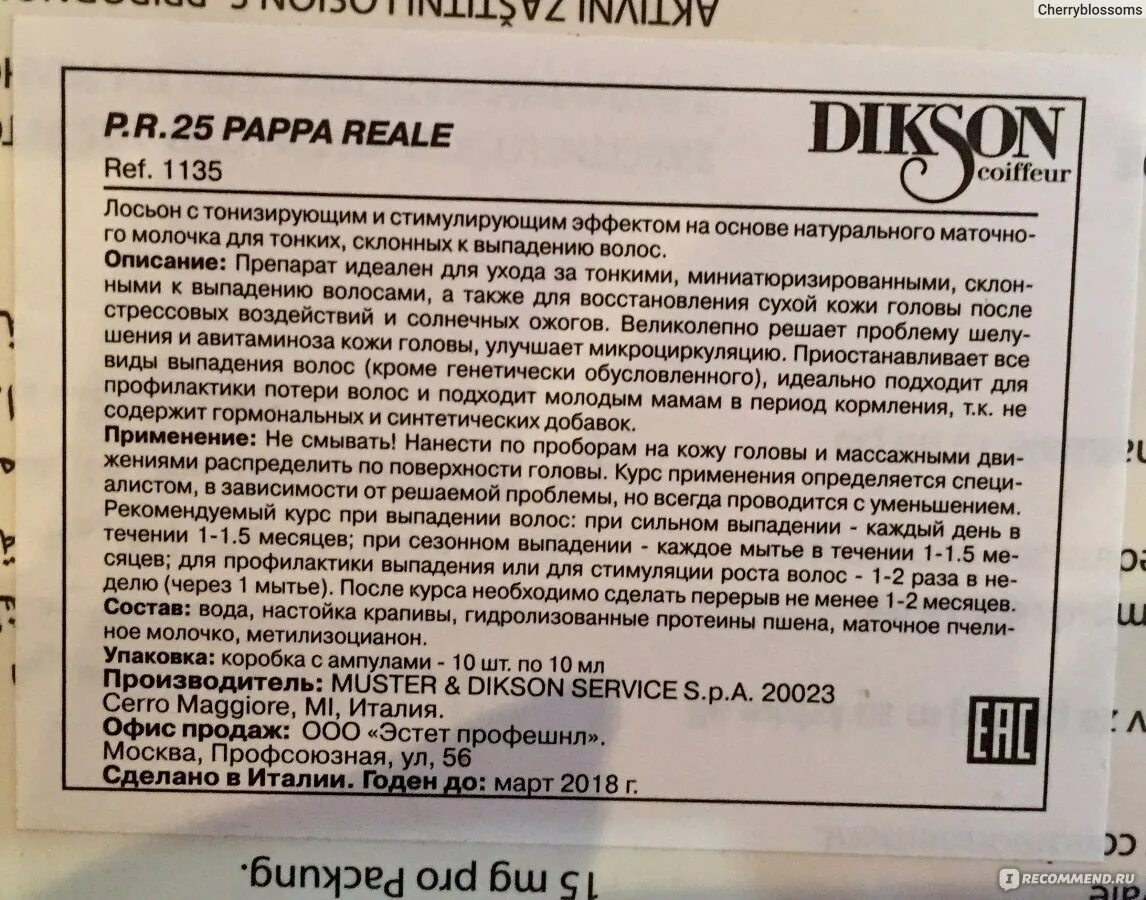 Cherryblossoms
AKTIVNI ZAŠTITNI LOSION S
P.R.25 PAPPA REALE
Ref. 1135
DIKSON
coiffeur
Лосьон с тонизирующим и стимулирующим эффектом на основе натурального маточно-
го молочка для тонких, склонных к выпадению волос.
Описание: Препарат идеален для ухода за тонкими, миниатюризированными, склон-
ными к выпадению волосами, а также для восстановления сухой кожи головы после
стрессовых воздействий и солнечных ожогов. Великолепно решает проблему шелу-
шения и авитаминоза кожи головы, улучшает микроциркуляцию. Приостанавливает все
виды выпадения волос (кроме генетически обусловленного), идеально подходит для
профилактики потери волос и подходит молодым мамам в период кормления, т.к. не
содержит гормональных и синтетических добавок.
Применение: Не смывать! Нанести по проборам на кожу головы и массажными дви-
жениями распределить по поверхности головы. Курс применения определяется специ-
алистом, в зависимости от решаемой проблемы, но всегда проводится с уменьшением.
Рекомендуемый курс при выпадении волос: при сильном выпадении - каждый день в
течении 1-1.5 месяцев; при сезонном выпадении - каждое мытье в течении 1-1.5 ме-
сяцев; для профилактики выпадения или для стимуляции роста волос - 1-2 раза в не-
делю (через 1 мытье). После курса необходимо сделать перерыв не менее 1-2 месяцев.
Состав: вода, настойка крапивы, гидролизованные протеины пшена, маточное пчели-
ное молочко, метилизоцианон.
Упаковка: коробка с ампулами - 10 шт. по 10 мл
Производитель: MUSTER & DIKSON SERVICE S.p.A. 20023
Cerro Maggiore, MI, Италия.
Офис продаж: ООО «Эстет профешнл».
Москва, Профсоюзная, ул, 56
Сделано в Италии. Годен до: март 2018 г.
EAC
15 mg pro Packung.
IRECOMMEND.RU